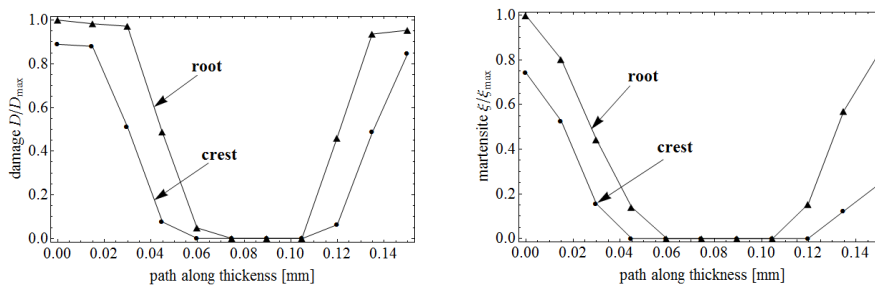 damage D/Dmax
1.0
0.8
0.6
0.4
0.2
0.0
root
crest
0.00 0.02 0.04 0.06 0.08 0.10 0.12 0.14
path along thickenss [mm]
martensite ξ/ξmax
1.0
0.8
0.6
0.4
0.2
0.0
root
crest
0.00 0.02 0.04 0.06 0.08 0.10 0.12 0.14
path along thickness [mm]